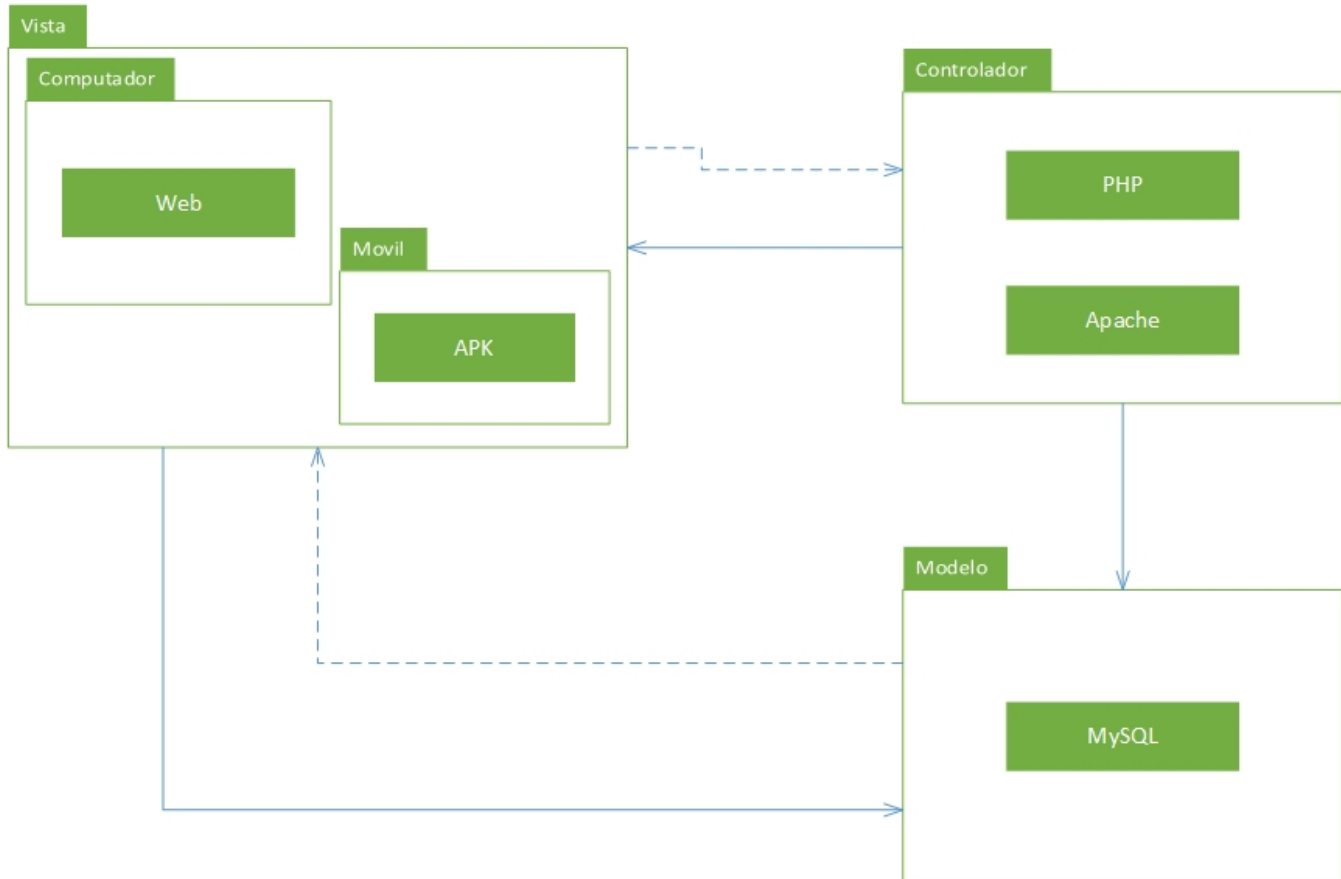 Vista
Computador
Web
Movil
APK
Controlador
PHP
Apache
Modelo
MySQL